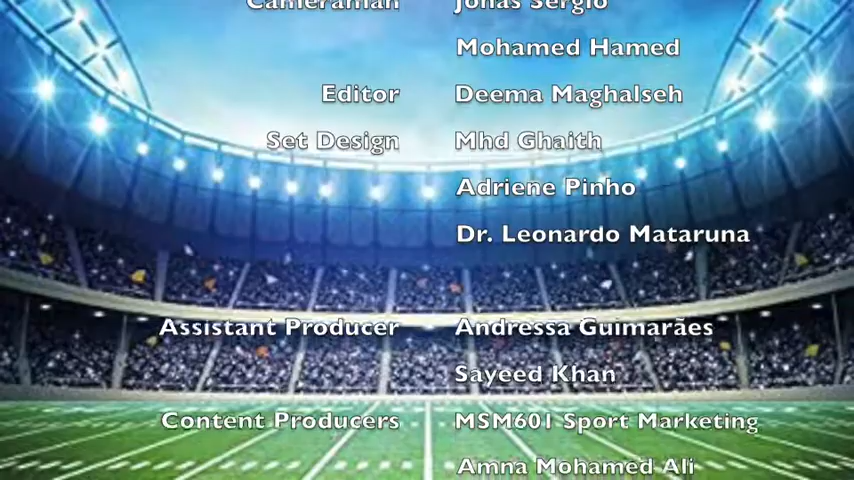 Cameraman Jonas Sergio
Mohamed Hamed
Editor Deema Maghalseh
Set Design Mhd Ghaith
Adriene Pinho
Dr. Leonardo Mataruna
Assistant Producer Andressa Guimarães
Sayeed Khan
Content Producers MSM601 Sport Marketing
Amna Mohamed Ali